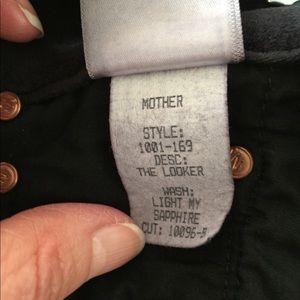 MOTHER
STYLE:
1001-169
DESC:
THE LOOKER
WASH:
LIGHT MY
SAPPHIRE
CUT: 10096-B